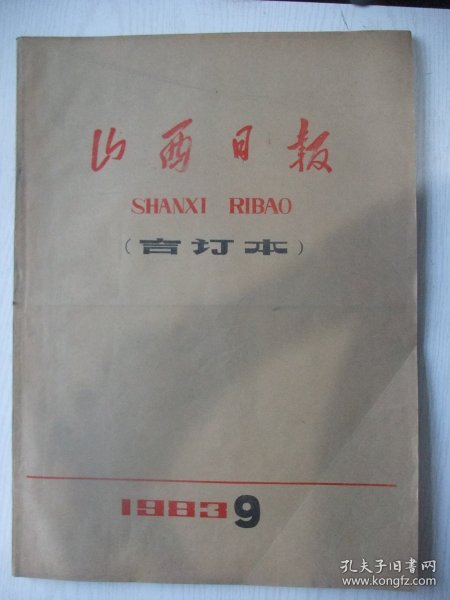 山西日报
SHANXI RIBAO
(合订本)
1983 9
孔夫子旧书网
www.kongfz.com